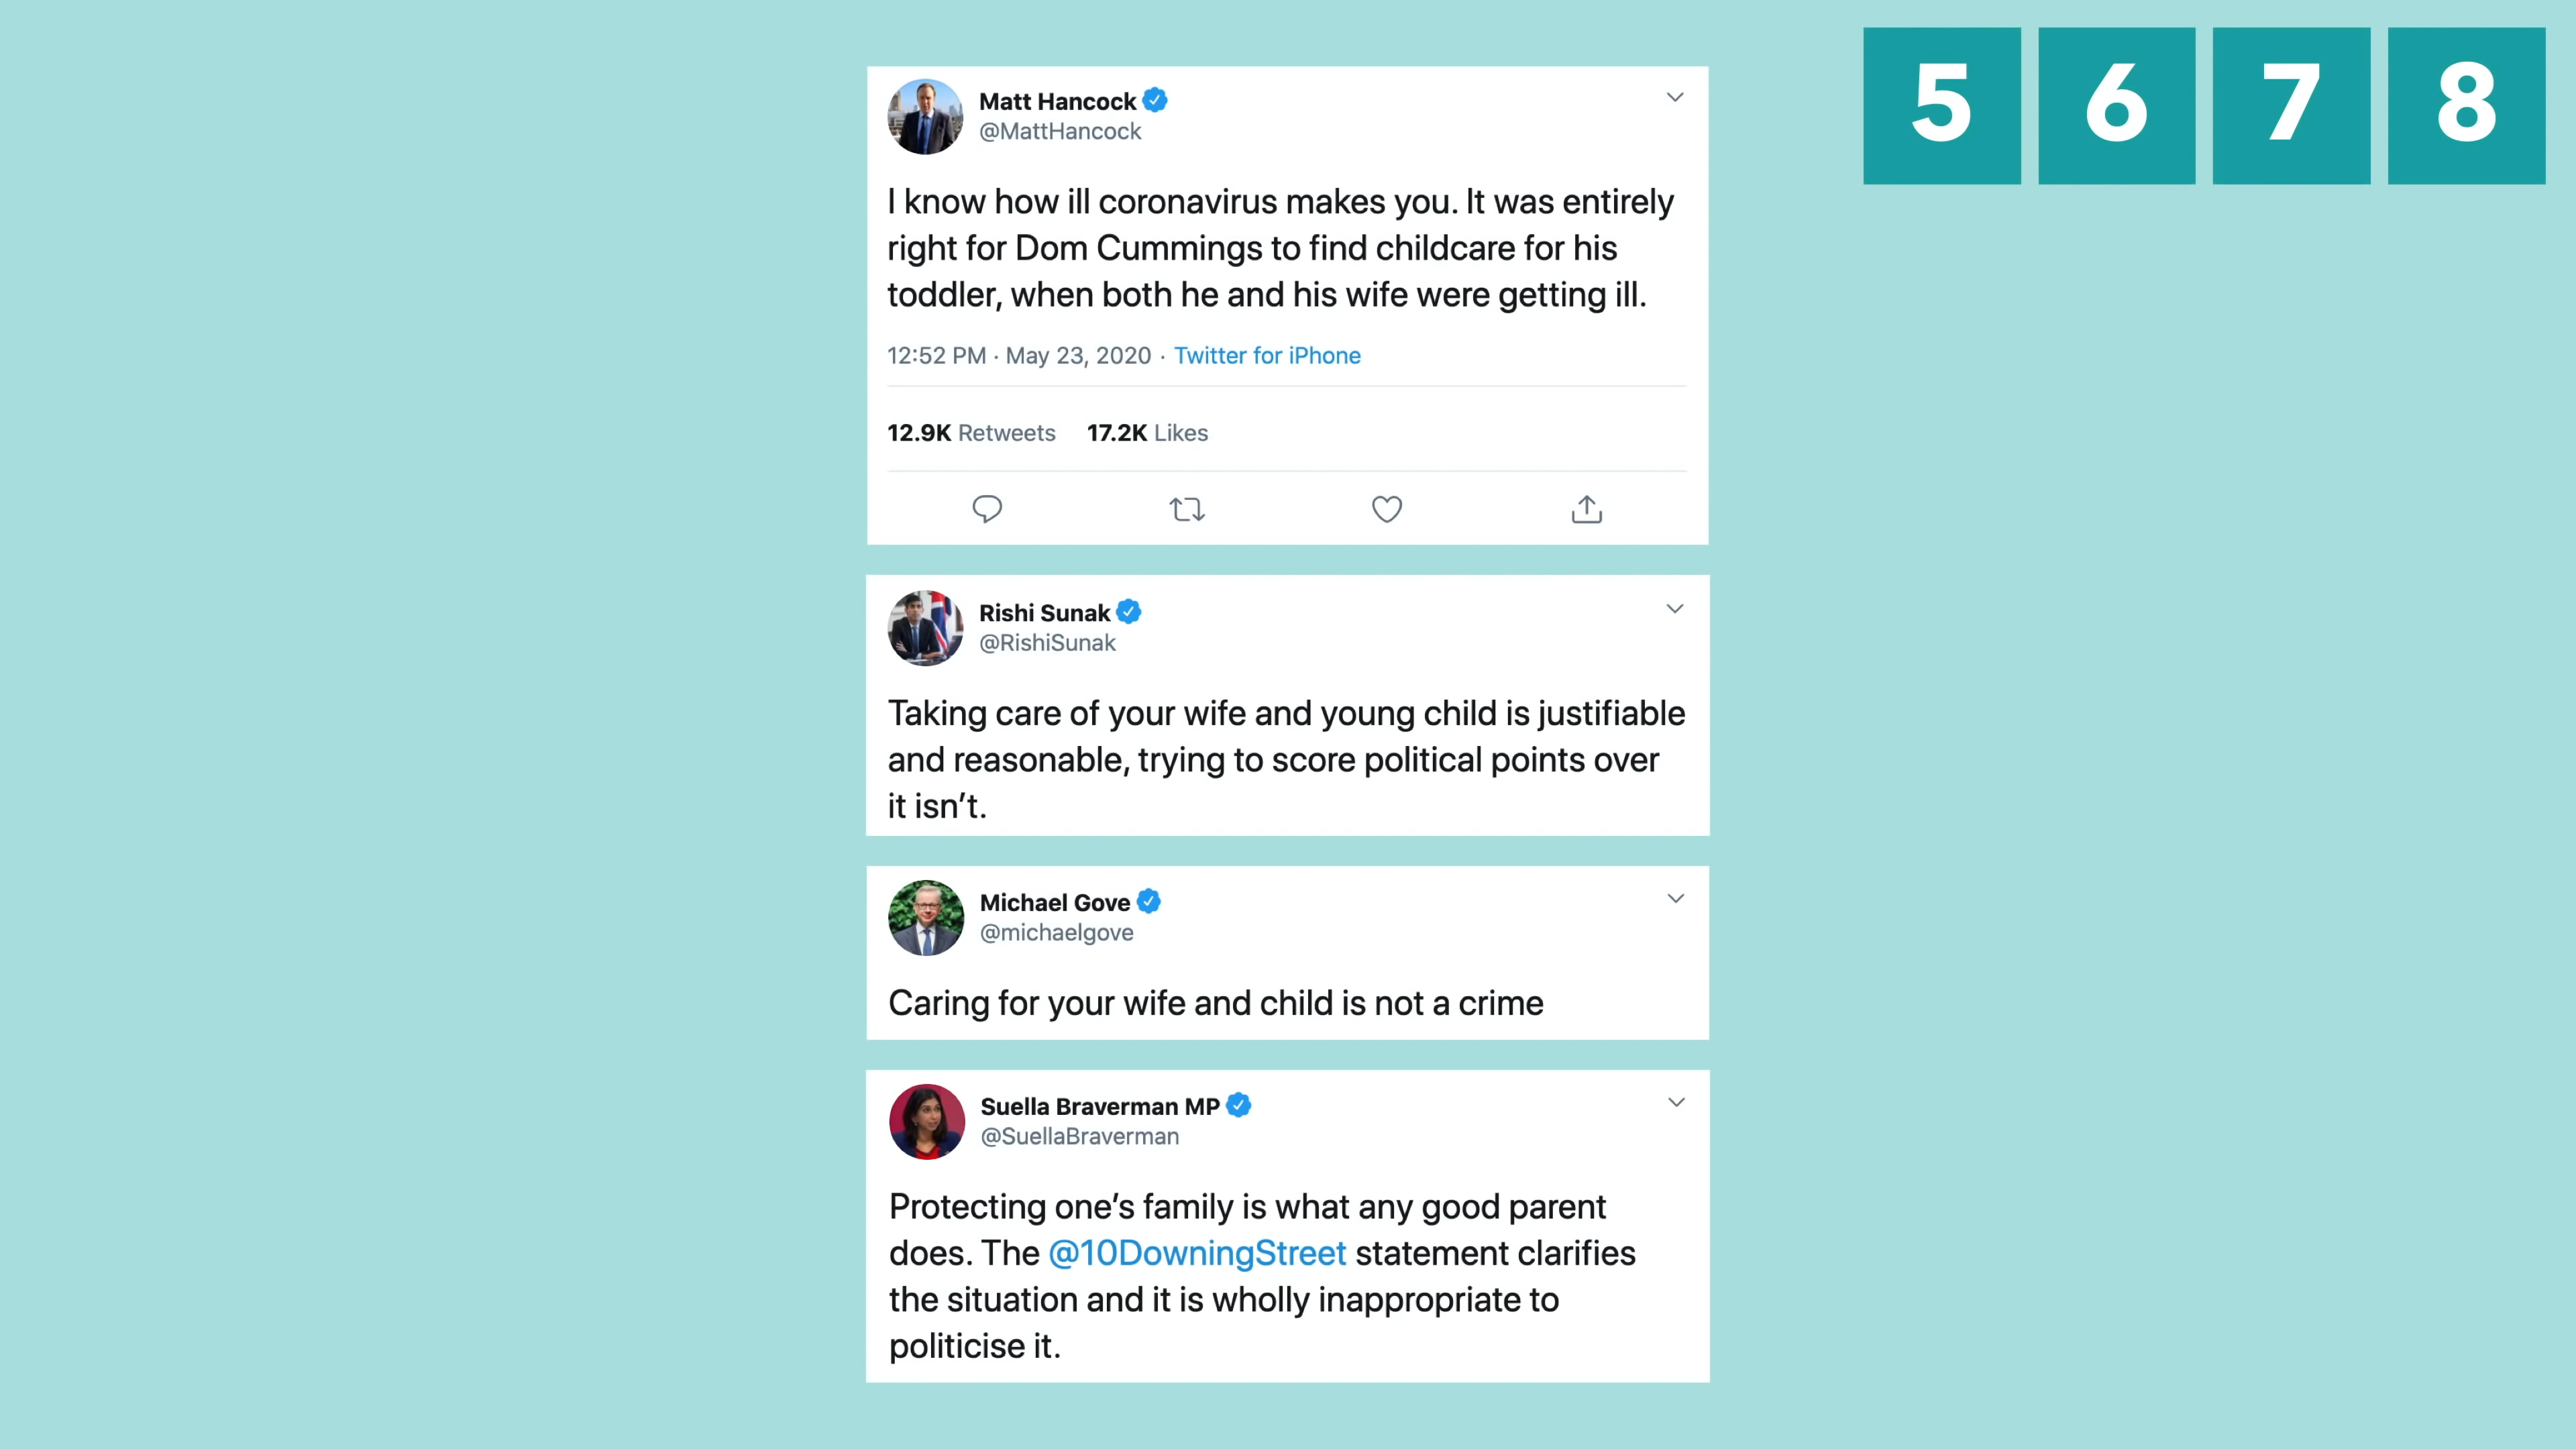 5 6 7 8
Matt Hancock
@MattHancock
I know how ill coronavirus makes you. It was entirely
right for Dom Cummings to find childcare for his
toddler, when both he and his wife were getting ill.
12:52 PM · May 23, 2020 · Twitter for iPhone
12.9K Retweets 17.2K Likes
Rishi Sunak
@RishiSunak
Taking care of your wife and young child is justifiable
and reasonable, trying to score political points over
it isn’t.
Michael Gove
@michaelgove
Caring for your wife and child is not a crime
Suella Braverman MP
@SuellaBraverman
Protecting one’s family is what any good parent
does. The @10DowningStreet statement clarifies
the situation and it is wholly inappropriate to
politicise it.